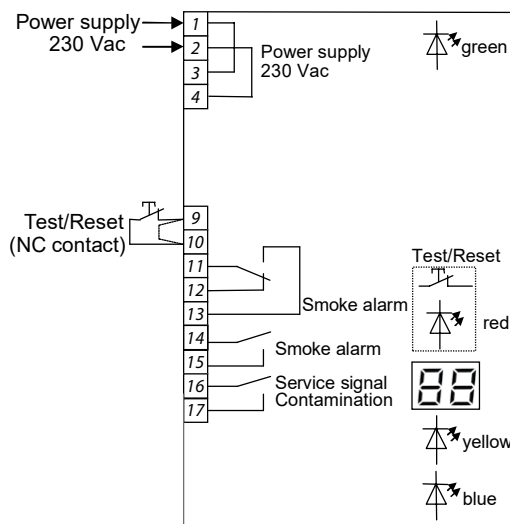 Power supply
230 Vac
1
2
3
4
Power supply
230 Vac
green
Test/Reset
(NC contact)
9
10
11
12
13
14
15
16
17
Smoke alarm
Smoke alarm
Service signal
Contamination
Test/Reset
red
88
yellow
blue